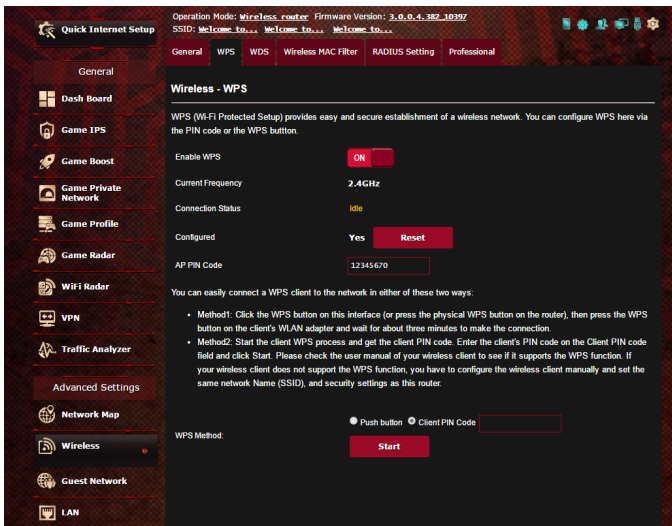 Quick Internet Setup
General
Dash Board
Game IPS
Game Boost
Game Private
Network
Game Profile
Game Radar
WiFi Radar
VPN
Traffic Analyzer
Advanced Settings
Network Map
Wireless »
Guest Network
LAN
Operation Mode: Wireless router Firmware Version: 3.0.0.4.382_10397
SSID: Welcome to... Welcome to... Welcome to...
General WPS WDS Wireless MAC Filter RADIUS Setting Professional
Wireless - WPS
WPS (Wi-Fi Protected Setup) provides easy and secure establishment of a wireless network. You can configure WPS here via
the PIN code or the WPS buttton.
Enable WPS ON
Current Frequency 2.4GHz
Connection Status Idle
Configured Yes Reset
AP PIN Code 12345670
You can easily connect a WPS client to the network in either of these two ways:
• Method1: Click the WPS button on this interface (or press the physical WPS button on the router), then press the WPS
button on the client's WLAN adapter and wait for about three minutes to make the connection.
• Method2: Start the client WPS process and get the client PIN code. Enter the client's PIN code on the Client PIN code
field and click Start. Please check the user manual of your wireless client to see if it supports the WPS function. If
your wireless client does not support the WPS function, you have to configure the wireless client manually and set the
same network Name (SSID), and security settings as this router.
WPS Method: Push button Client PIN Code
Start